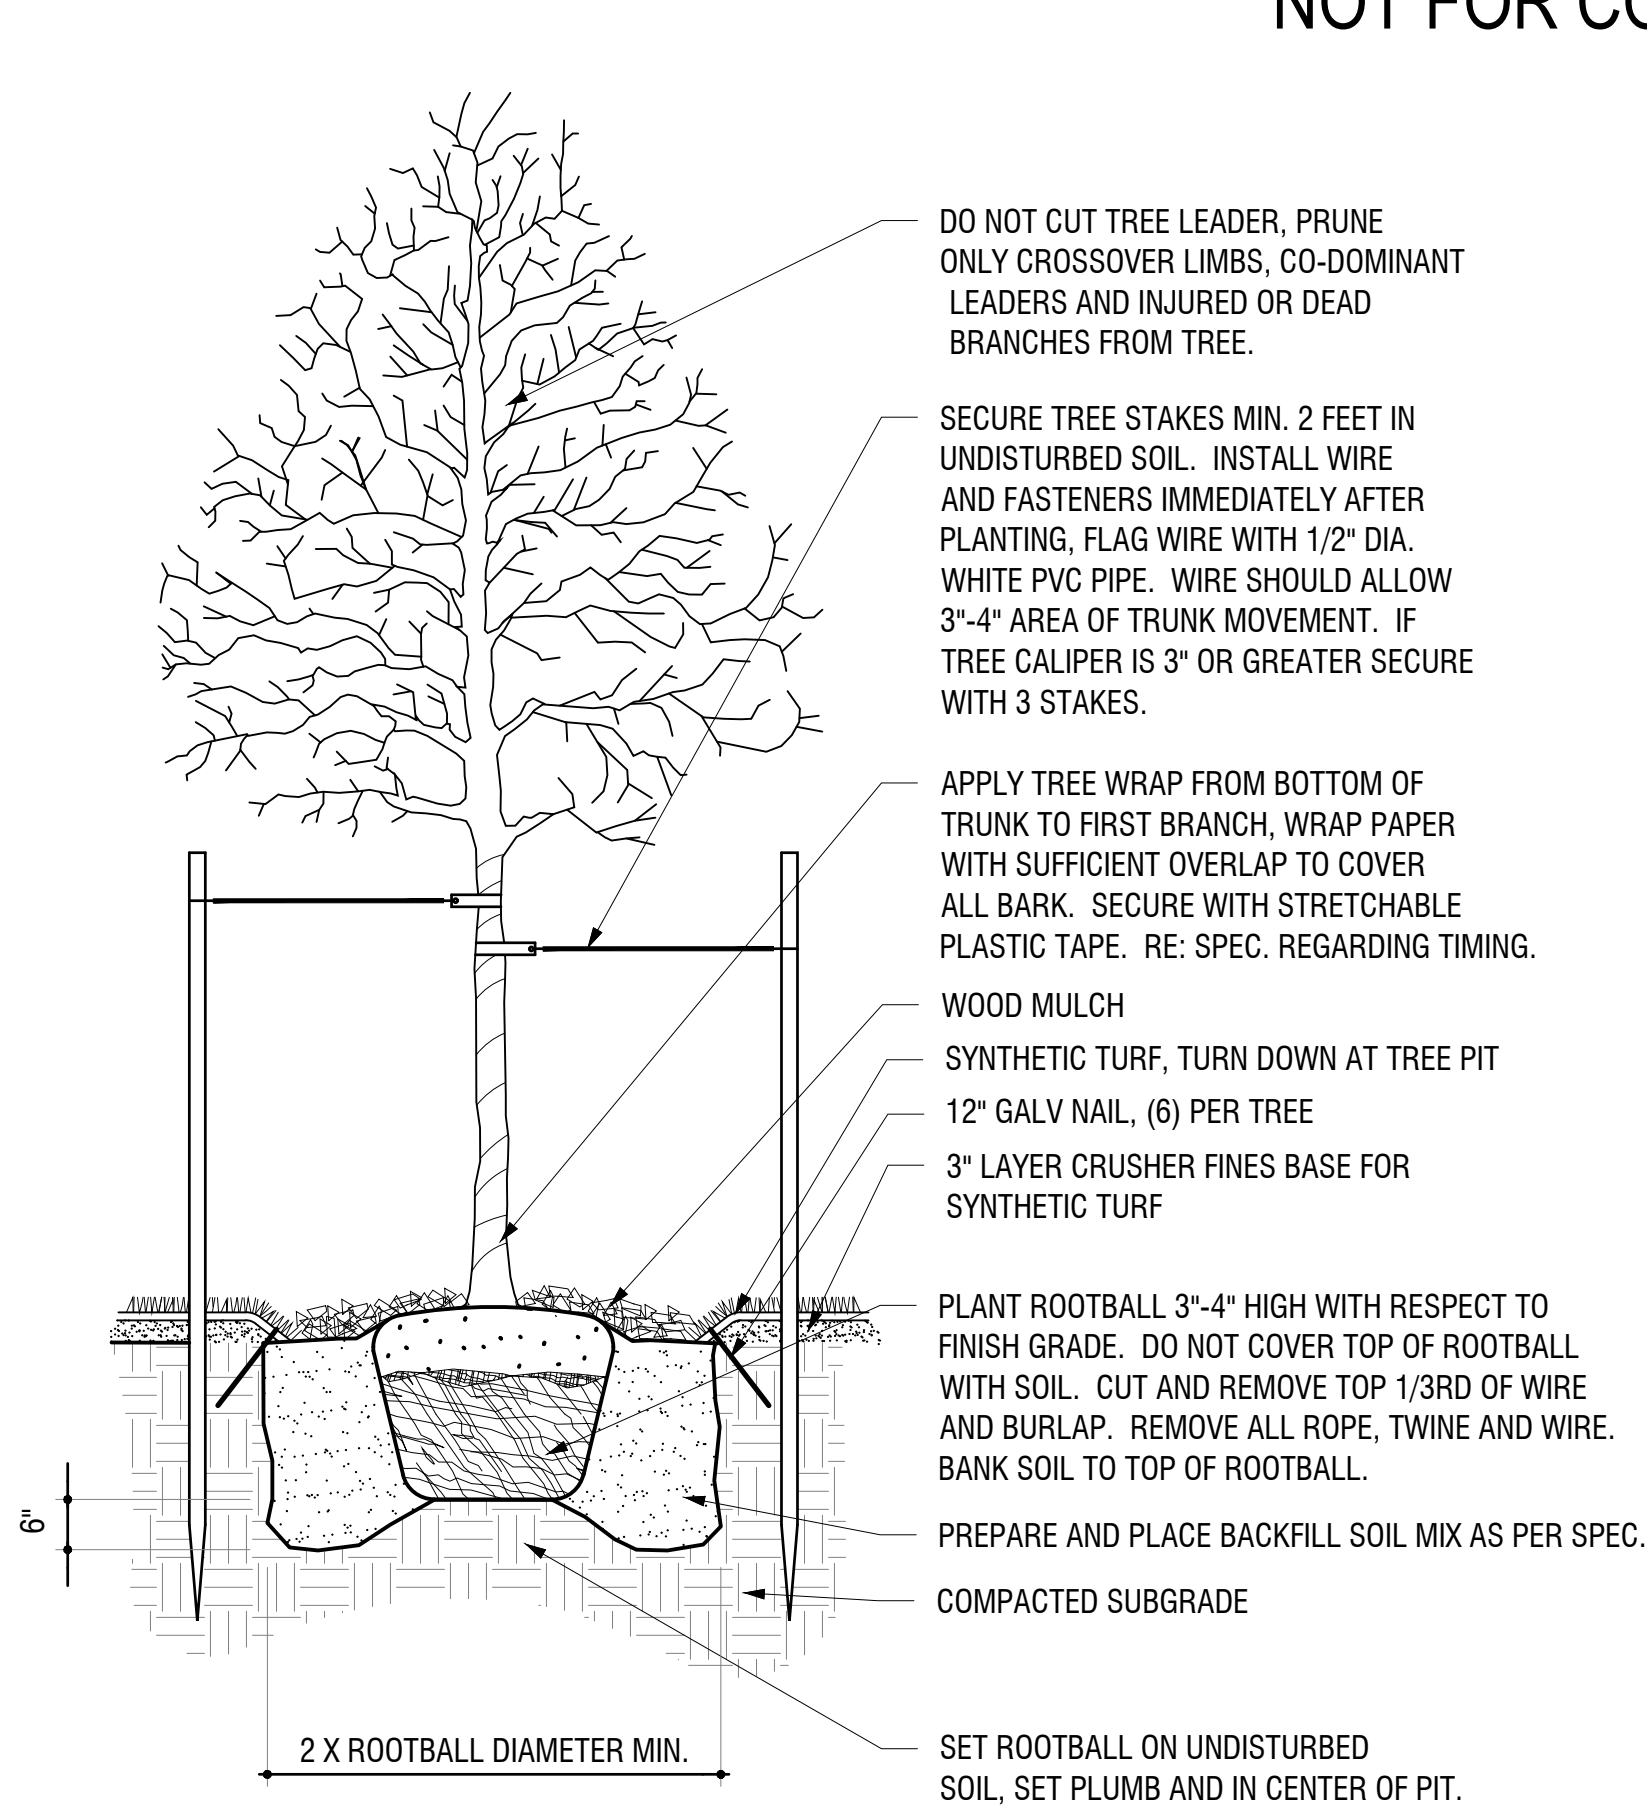 NOT FOR
DO NOT CUT TREE LEADER, PRUNE
ONLY CROSSOVER LIMBS, CO-DOMINANT
LEADERS AND INJURED OR DEAD
BRANCHES FROM TREE.
SECURE TREE STAKES MIN. 2 FEET IN
UNDISTURBED SOIL. INSTALL WIRE
AND FASTENERS IMMEDIATELY AFTER
PLANTING, FLAG WIRE WITH 1/2" DIA.
WHITE PVC PIPE. WIRE SHOULD ALLOW
3"-4" AREA OF TRUNK MOVEMENT. IF
TREE CALIPER IS 3" OR GREATER SECURE
WITH 3 STAKES.
APPLY TREE WRAP FROM BOTTOM OF
TRUNK TO FIRST BRANCH, WRAP PAPER
WITH SUFFICIENT OVERLAP TO COVER
ALL BARK. SECURE WITH STRETCHABLE
PLASTIC TAPE. RE: SPEC. REGARDING TIMING.
WOOD MULCH
SYNTHETIC TURF, TURN DOWN AT TREE PIT
12" GALV NAIL, (6) PER TREE
3" LAYER CRUSHER FINES BASE FOR
SYNTHETIC TURF
PLANT ROOTBALL 3"-4" HIGH WITH RESPECT TO
FINISH GRADE. DO NOT COVER TOP OF ROOTBALL
WITH SOIL. CUT AND REMOVE TOP 1/3RD OF WIRE
AND BURLAP. REMOVE ALL ROPE, TWINE AND WIRE.
BANK SOIL TO TOP OF ROOTBALL.
6"
PREPARE AND PLACE BACKFILL SOIL MIX AS PER SPEC.
COMPACTED SUBGRADE
2 X ROOTBALL DIAMETER MIN.
SET ROOTBALL ON UNDISTURBED
SOIL, SET PLUMB AND IN CENTER OF PIT.